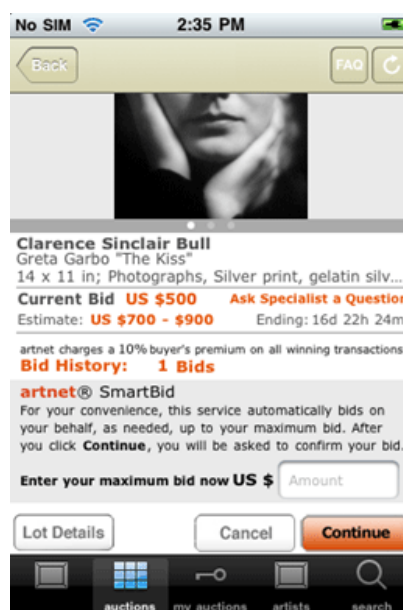 No SIM 2:35 PM
Back FAQ
Clarence Sinclair Bull
Greta Garbo "The Kiss"
14 x 11 in; Photographs, Silver print, gelatin silv...
Current Bid US $500 Ask Specialist a Question
Estimate: US $700 - $900 Ending: 16d 22h 24m
artnet charges a 10% buyer's premium on all winning transactions
Bid History: 1 Bids
artnet® SmartBid
For your convenience, this service automatically bids on
your behalf, as needed, up to your maximum bid. After
you click Continue, you will be asked to confirm your bid.
Enter your maximum bid now US $ Amount
Lot Details Cancel Continue
auctions my auctions artists search